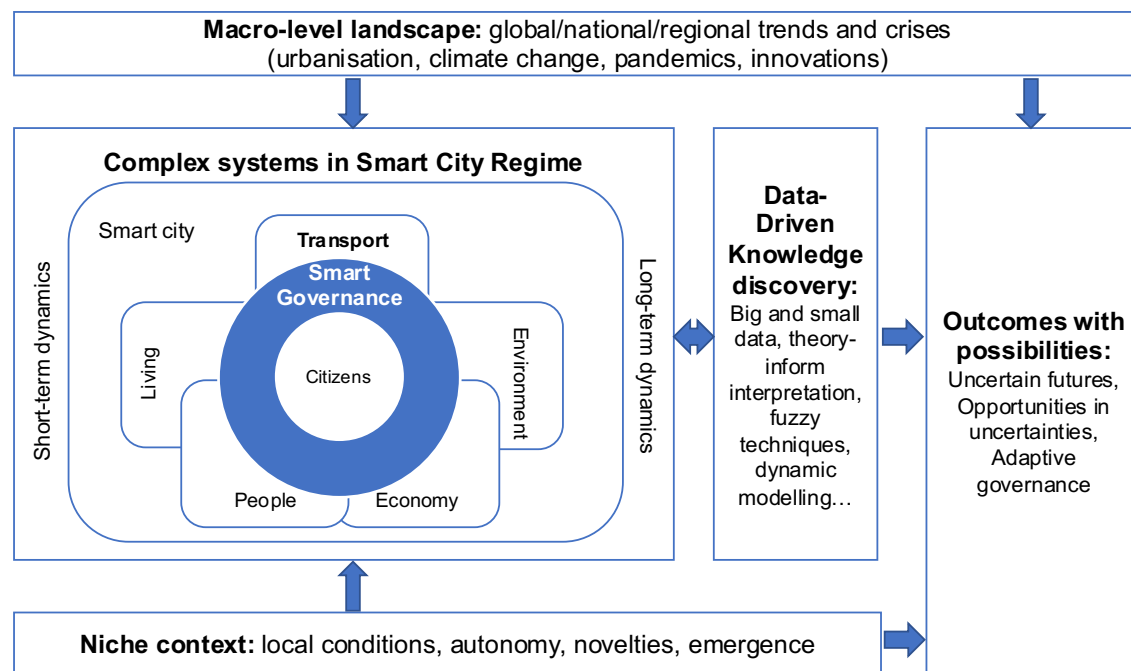 Macro-level landscape: global/national/regional trends and crises
(urbanisation, climate change, pandemics, innovations)
Complex systems in Smart City Regime
Short-term dynamics
Smart city
Transport
Smart
Governance
Living
Citizens
Environment
People
Economy
Long-term dynamics
Data-
Driven
Knowledge
discovery:
Big and small
data, theory-
inform
interpretation,
fuzzy
techniques,
dynamic
modelling…
Outcomes with
possibilities:
Uncertain futures,
Opportunities in
uncertainties,
Adaptive
governance
Niche context: local conditions, autonomy, novelties, emergence